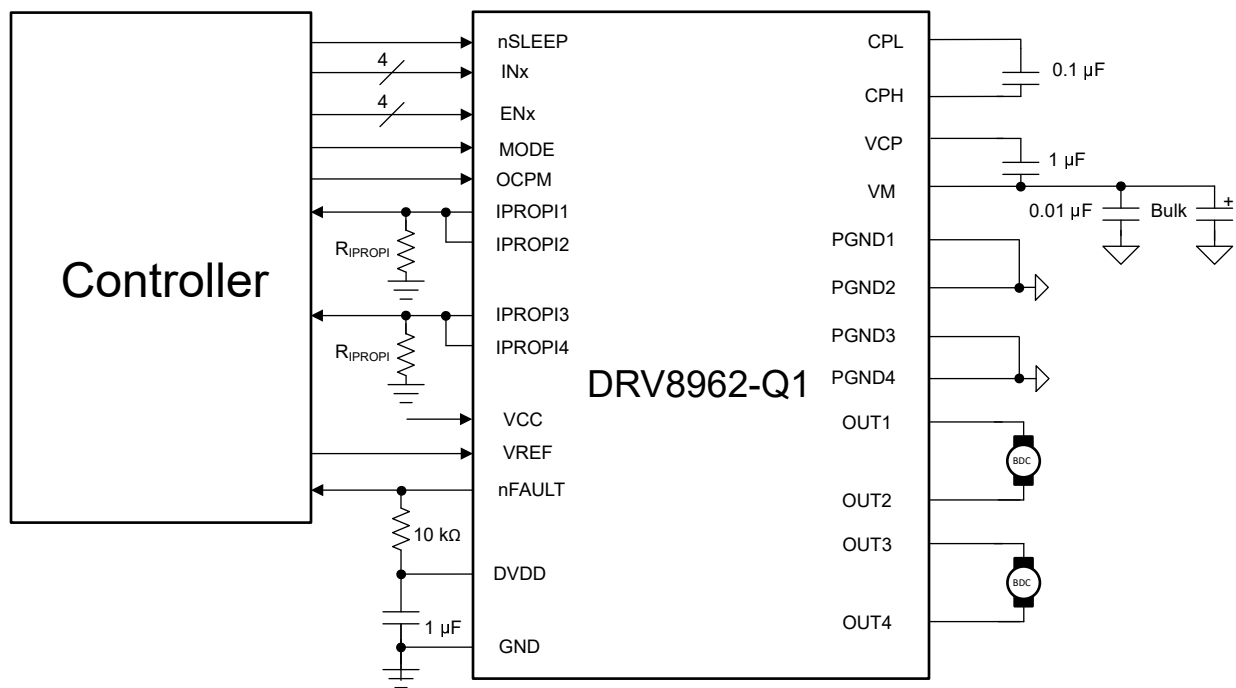 Controller
4
4
R_IPROPI
R_IPROPI
10 kΩ
1 µF
nSLEEP
INx
ENx
MODE
OCPM
IPROPI1
IPROPI2
IPROPI3
IPROPI4
VCC
VREF
nFAULT
DVDD
GND
DRV8962-Q1
CPL
CPH
VCP
VM
PGND1
PGND2
PGND3
PGND4
OUT1
OUT2
OUT3
OUT4
0.1 µF
1 µF
0.01 µF
Bulk
+
BDC
BDC